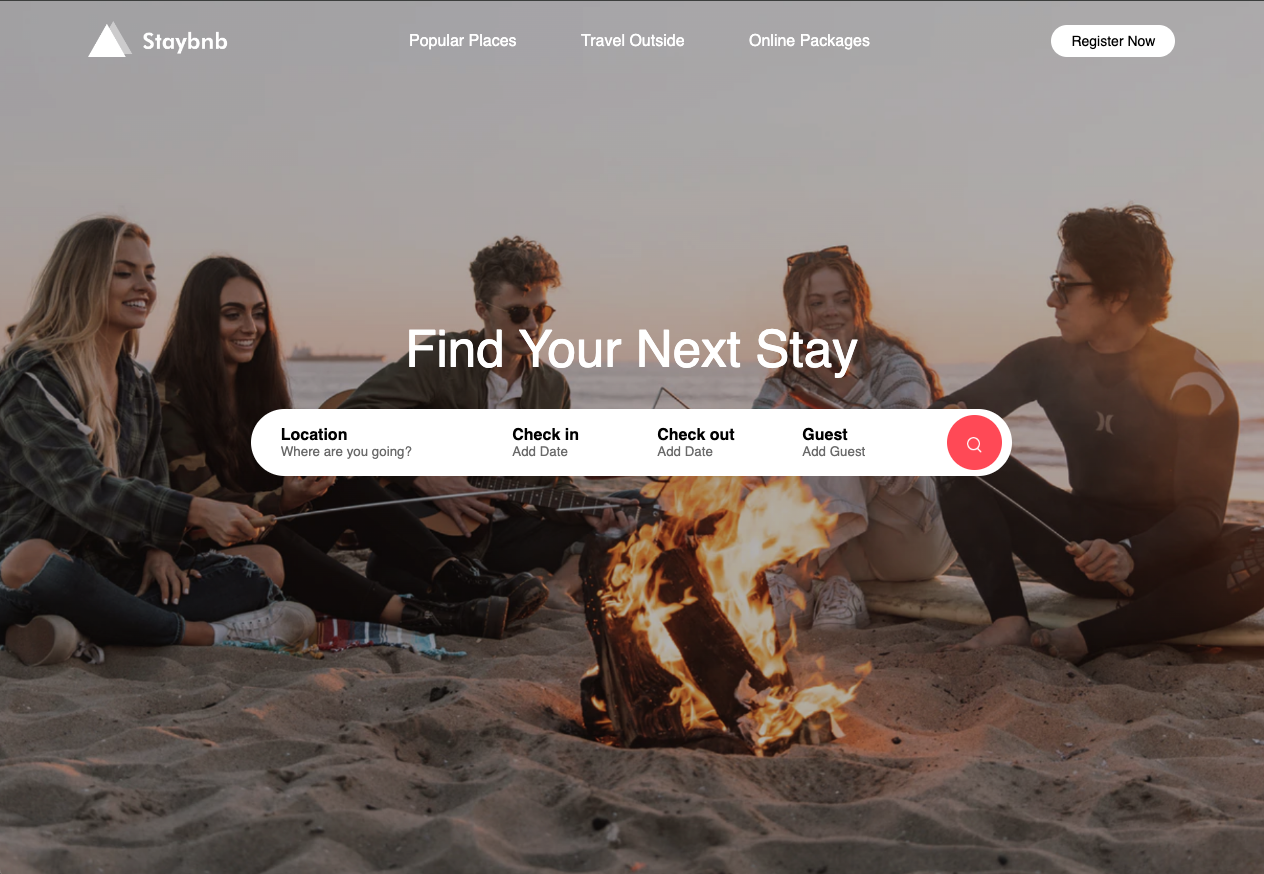 Staybnb
Popular Places
Travel Outside
Online Packages
Register Now
Find Your Next Stay
Location
Where are you going?
Check in
Add Date
Check out
Add Date
Guest
Add Guest